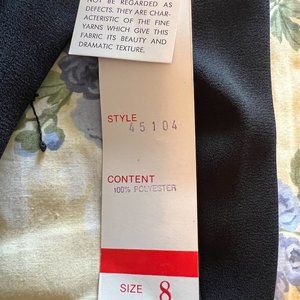 NOT BE REGARDED AS
DEFECTS. THEY ARE CHAR-
ACTERISTIC OF THE FINE
YARNS WHICH GIVE THIS
FABRIC ITS BEAUTY AND
DRAMATIC TEXTURE.
STYLE
45104
CONTENT
100% POLYESTER
SIZE 8